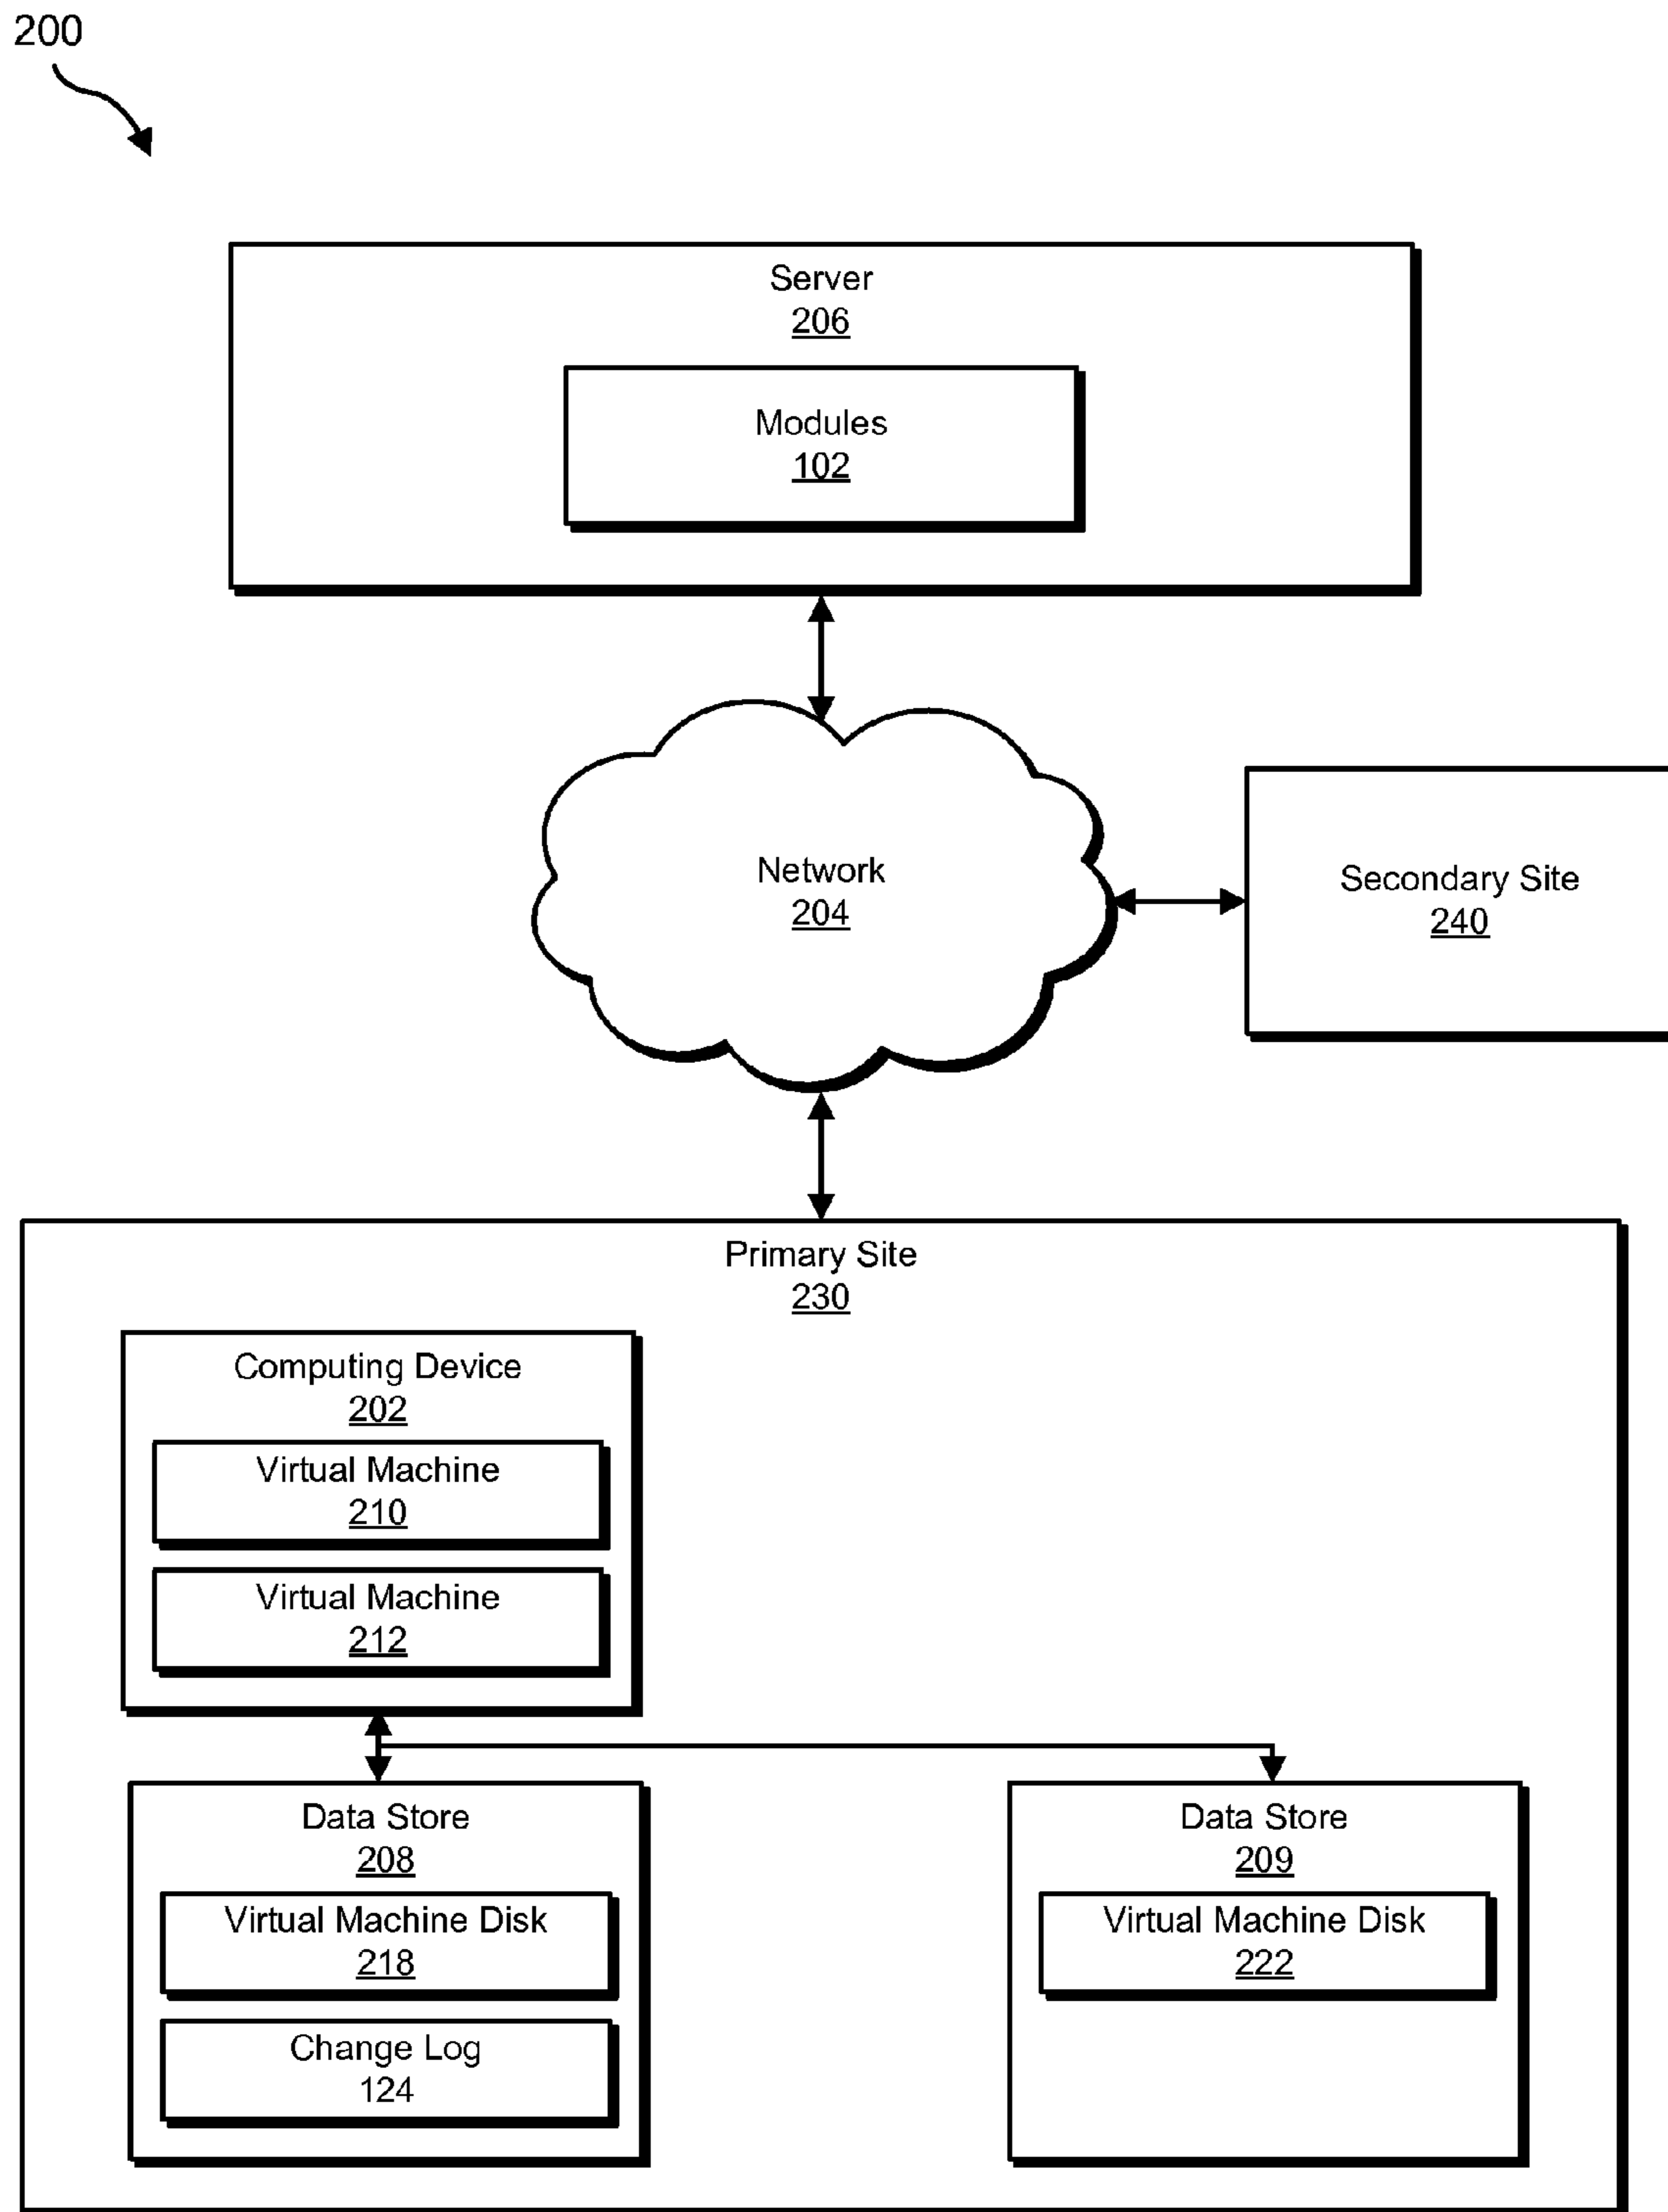 200
Server
206
Modules
102
Network
204
Secondary Site
240
Primary Site
230
Computing Device
202
Virtual Machine
210
Virtual Machine
212
Data Store
208
Virtual Machine Disk
218
Change Log
124
Data Store
209
Virtual Machine Disk
222